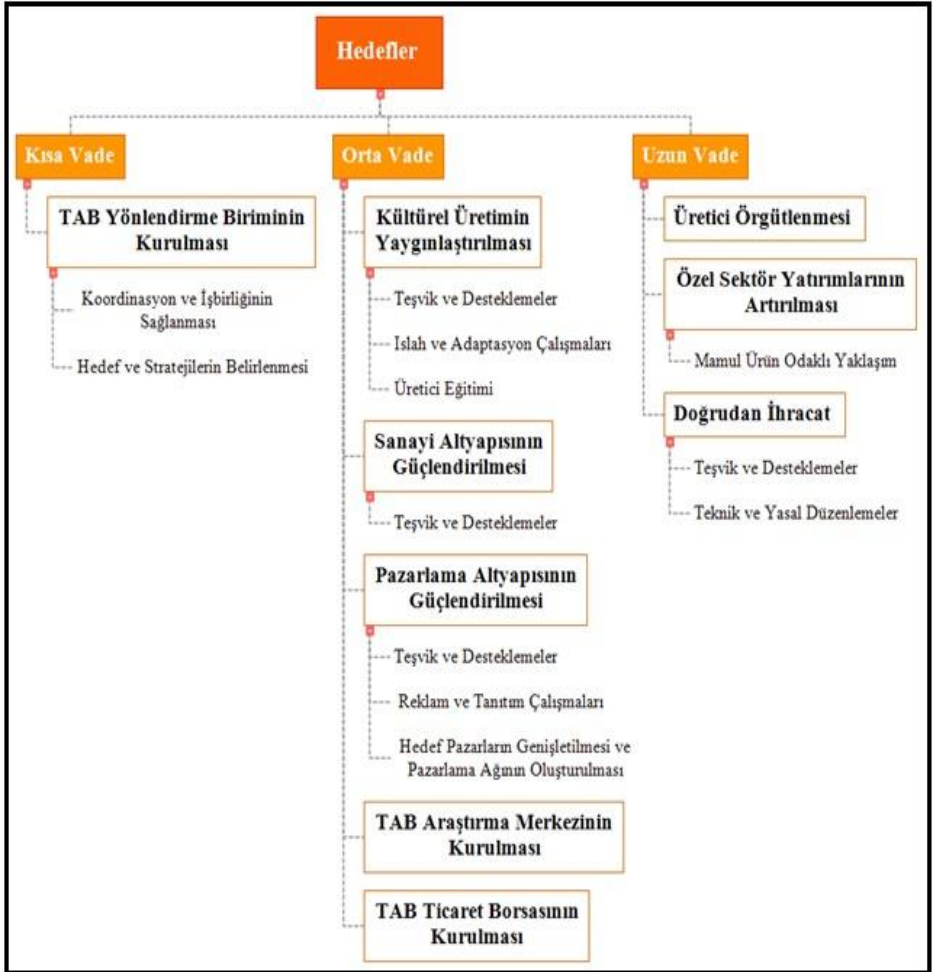 Hedefler
Kısa Vade
TAB Yönlendirme Biriminin
Kurulması
Koordinasyon ve İşbirliğinin
Sağlanması
Hedef ve Stratejilerin Belirlenmesi
Orta Vade
Kültürel Üretimin
Yaygınlaştırılması
Teşvik ve Desteklemeler
Islah ve Adaptasyon Çalışmaları
Üretici Eğitimi
Sanayi Altyapısının
Güçlendirilmesi
Teşvik ve Desteklemeler
Pazarlama Altyapısının
Güçlendirilmesi
Teşvik ve Desteklemeler
Reklam ve Tanıtım Çalışmaları
Hedef Pazarların Genişletilmesi ve
Pazarlama Ağının Oluşturulması
TAB Araştırma Merkezinin
Kurulması
TAB Ticaret Borsasının
Kurulması
Uzun Vade
Üretici Örgütlenmesi
Özel Sektör Yatırımlarının
Artırılması
Mamul Ürün Odaklı Yaklaşım
Doğrudan İhracat
Teşvik ve Desteklemeler
Teknik ve Yasal Düzenlemeler